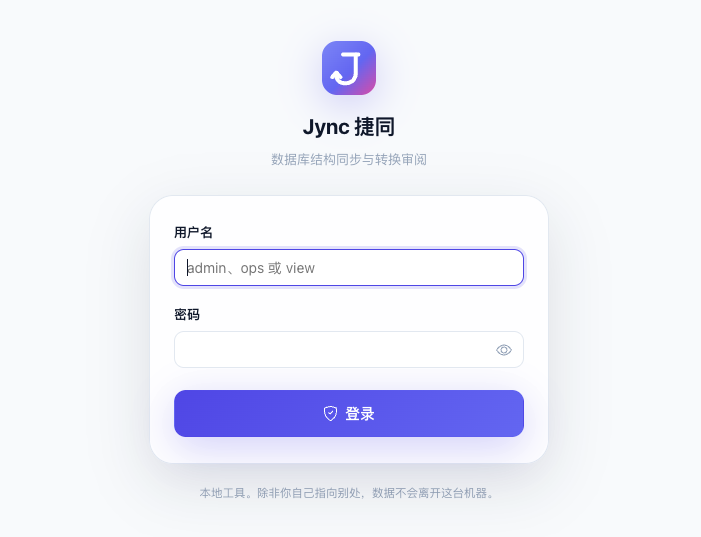 J
Jync 捷同
数据库结构同步与转换审阅
用户名
admin、ops 或 view
密码
登录
本地工具。除非你自己指向别处，数据不会离开这台机器。